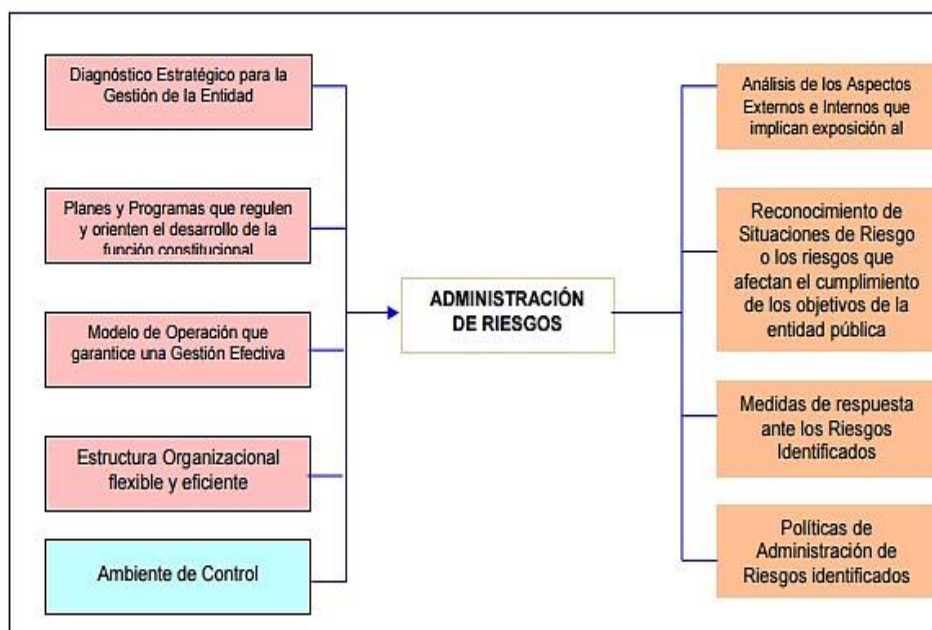 Diagnóstico Estratégico para la
Gestión de la Entidad
Planes y Programas que regulen
y orienten el desarrollo de la
función constitucional
Modelo de Operación que
garantice una Gestión Efectiva
Estructura Organizacional
flexible y eficiente
Ambiente de Control
ADMINISTRACIÓN
DE RIESGOS
Análisis de los Aspectos
Externos e Internos que
implican exposición al
Reconocimiento de
Situaciones de Riesgo
o los riesgos que
afectan el cumplimiento
de los objetivos de la
entidad pública
Medidas de respuesta
ante los Riesgos
Identificados
Políticas de
Administración de
Riesgos identificados